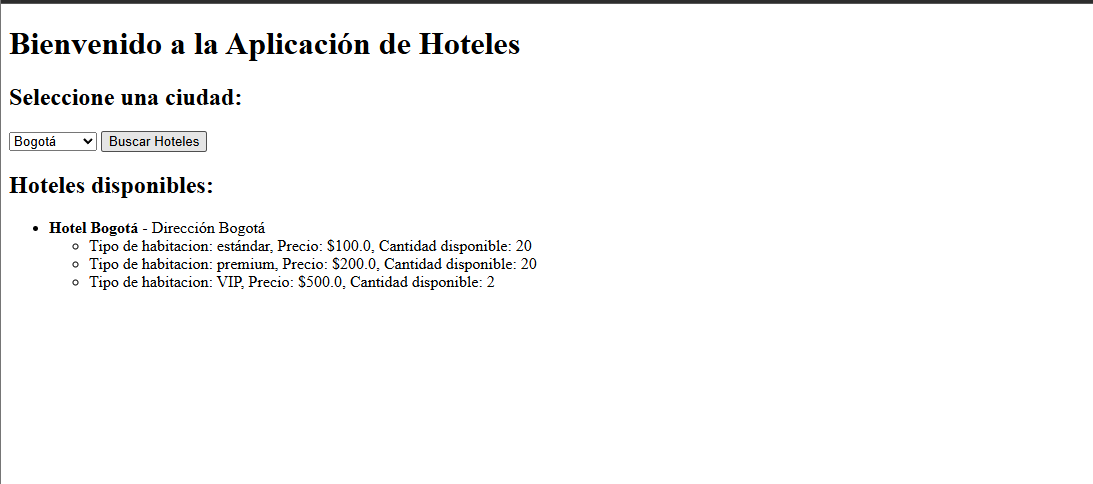 Bienvenido a la Aplicación de Hoteles
Seleccione una ciudad:
Bogotá Buscar Hoteles
Hoteles disponibles:
Hotel Bogotá - Dirección Bogotá
Tipo de habitacion: estándar, Precio: $100.0, Cantidad disponible: 20
Tipo de habitacion: premium, Precio: $200.0, Cantidad disponible: 20
Tipo de habitacion: VIP, Precio: $500.0, Cantidad disponible: 2